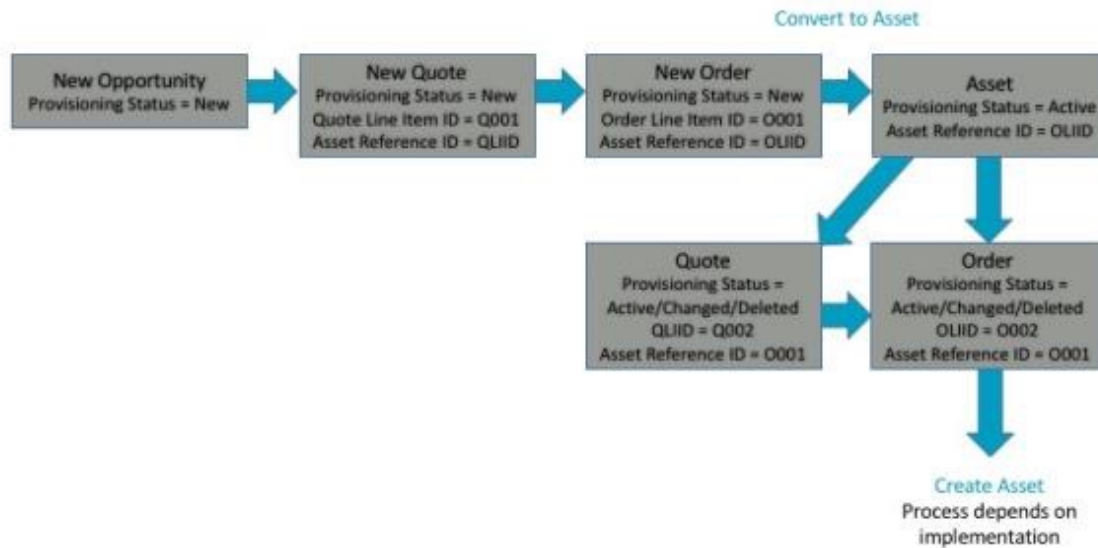 Convert to Asset
New Opportunity
Provisioning Status = New
New Quote
Provisioning Status = New
Quote Line Item ID = Q001
Asset Reference ID = QLIID
New Order
Provisioning Status = New
Order Line Item ID = O001
Asset Reference ID = OLIID
Asset
Provisioning Status = Active
Asset Reference ID = OLIID
Quote
Provisioning Status =
Active/Changed/Deleted
QLIID = Q002
Asset Reference ID = O001
Order
Provisioning Status =
Active/Changed/Deleted
OLIID = O002
Asset Reference ID = O001
Create Asset
Process depends on
implementation